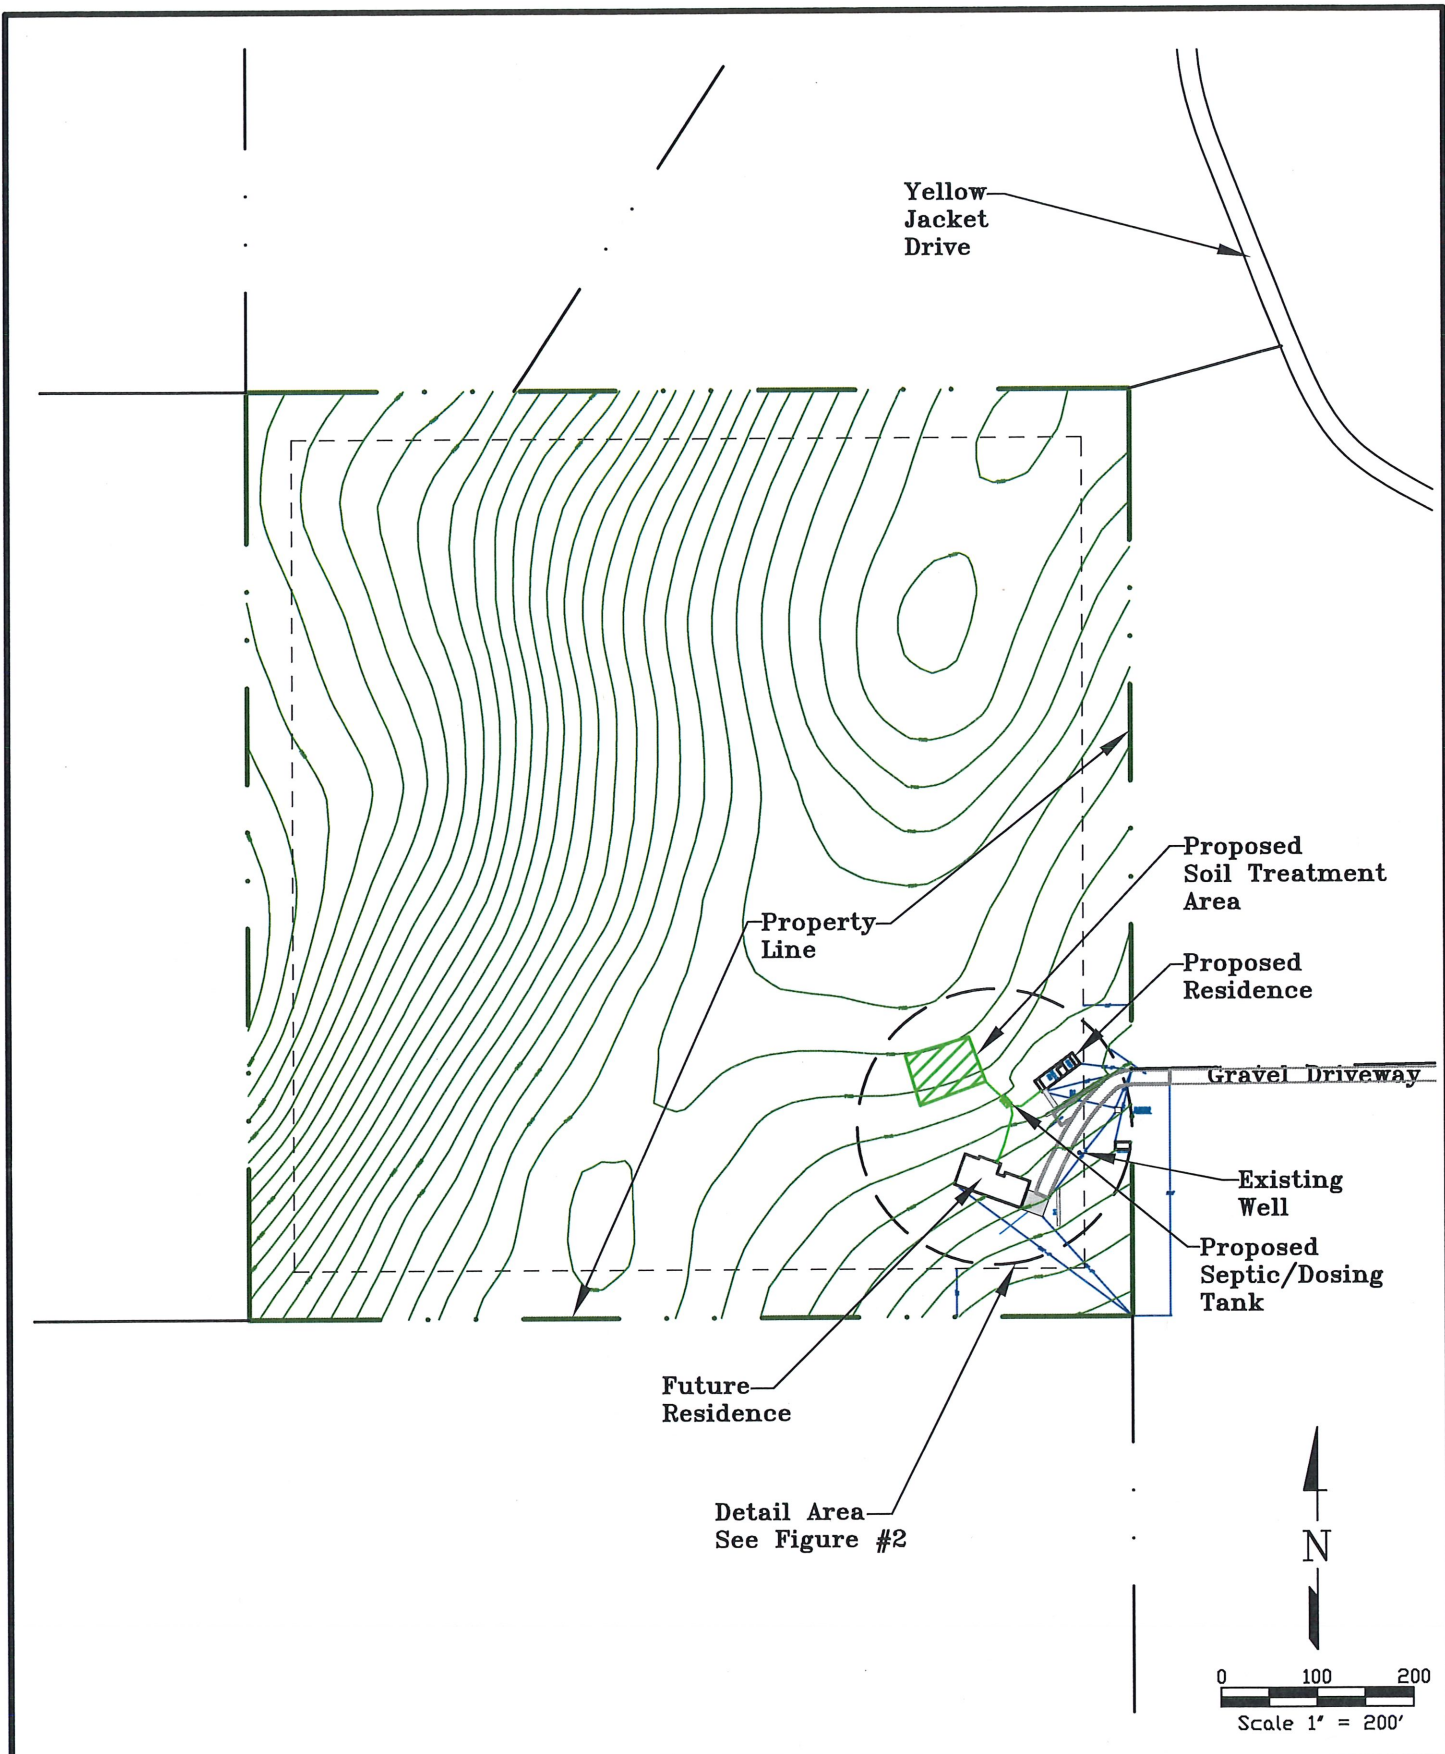 Yellow
Jacket
Drive
Proposed
Soil Treatment
Area
Property
Line
Proposed
Residence
Gravel Driveway
Existing
Well
Proposed
Septic/Dosing
Tank
Future
Residence
Detail Area
See Figure #2
N
0 100 200
Scale 1" = 200'